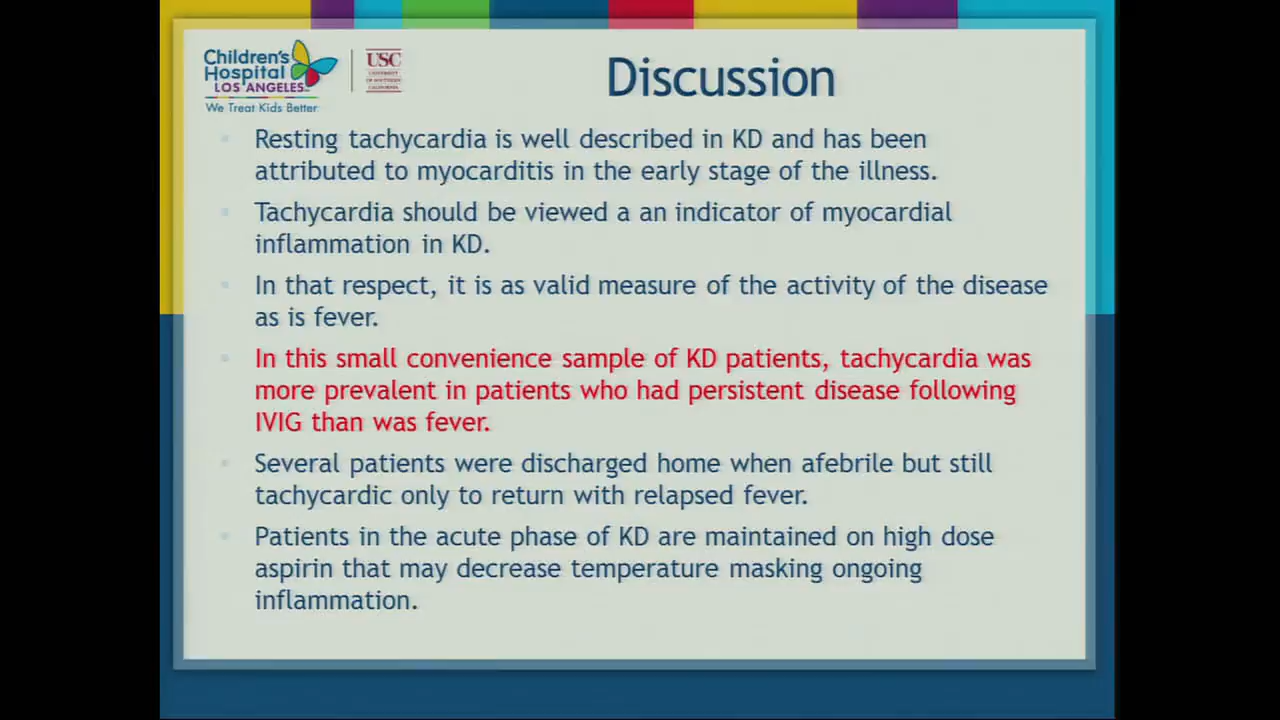 Children's
Hospital
LOS ANGELES
We Treat Kids Better
USC
UNIVERSITY
OF SOUTHERN
CALIFORNIA
Discussion
Resting tachycardia is well described in KD and has been
attributed to myocarditis in the early stage of the illness.
Tachycardia should be viewed a an indicator of myocardial
inflammation in KD.
In that respect, it is as valid measure of the activity of the disease
as is fever.
In this small convenience sample of KD patients, tachycardia was
more prevalent in patients who had persistent disease following
IVIG than was fever.
Several patients were discharged home when afebrile but still
tachycardic only to return with relapsed fever.
Patients in the acute phase of KD are maintained on high dose
aspirin that may decrease temperature masking ongoing
inflammation.